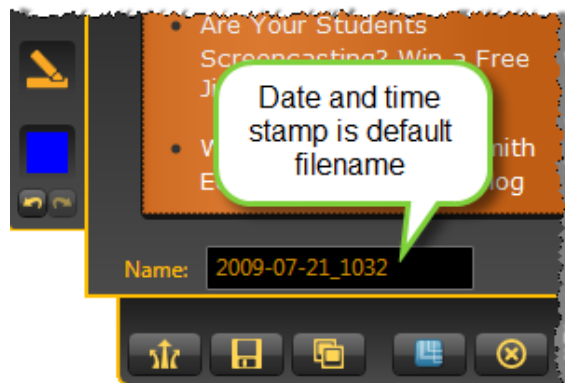 Are Your Students
Screencasting? Win a Free
Date and time
stamp is default
filename
Name: 2009-07-21_1032